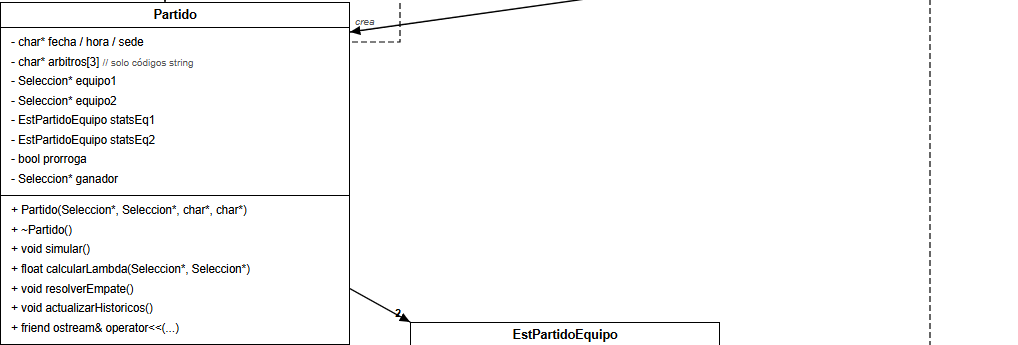 Partido
crea
- char* fecha / hora / sede
- char* arbitros[3] // solo códigos string
- Seleccion* equipo1
- Seleccion* equipo2
- EstPartidoEquipo statsEq1
- EstPartidoEquipo statsEq2
- bool prorroga
- Seleccion* ganador
+ Partido(Seleccion*, Seleccion*, char*, char*)
+ ~Partido()
+ void simular()
+ float calcularLambda(Seleccion*, Seleccion*)
+ void resolverEmpate()
+ void actualizarHistoricos()
+ friend ostream& operator<<(...)
2
EstPartidoEquipo